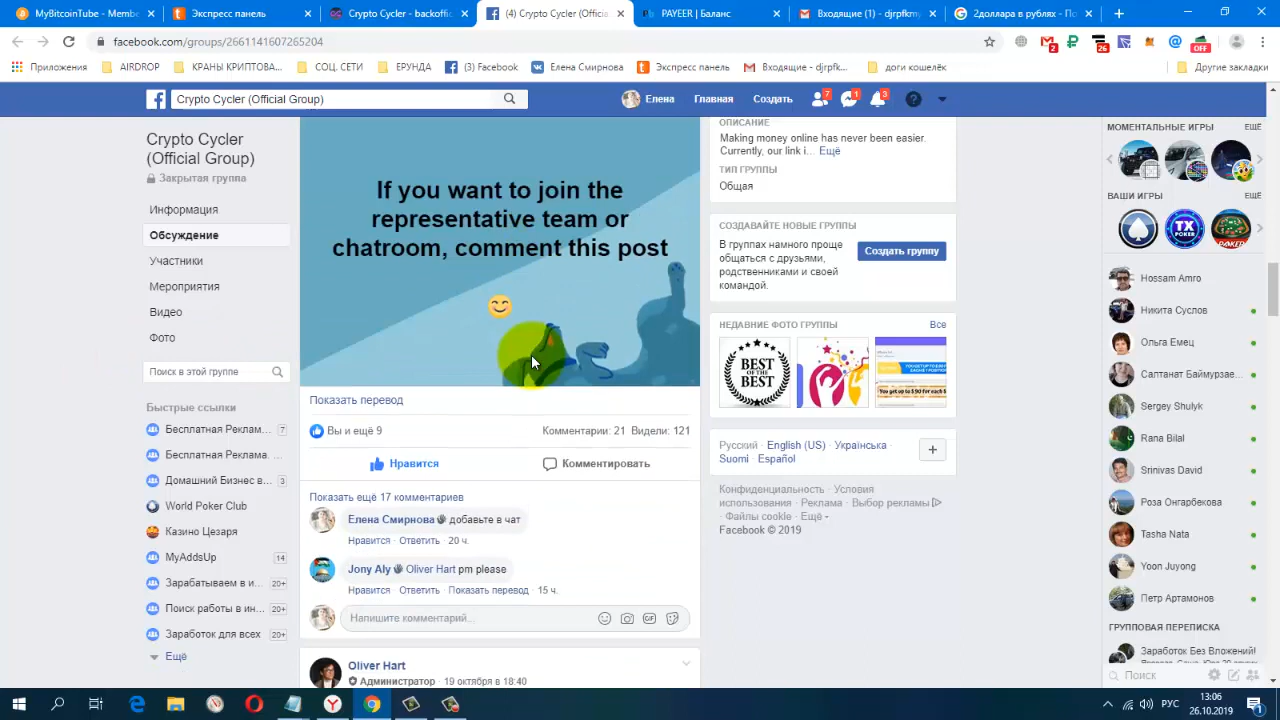 MyBitcoinTube - Membe
Экспресс панель
Crypto Cycler - backoffic
(4) Crypto Cycler (Officia
PAYEER | Баланс
Входящие (1) - djrpfkmy
2доллара в рублях - По
facebook.com/groups/2661141607265204
Приложения
AIRDROP
КРАНЫ КРИПТОВА...
СОЦ. СЕТИ
ЕРУНДА
(3) Facebook
Елена Смирнова
Экспресс панель
Входящие - djrpfk...
доги кошелёк
Другие закладки
Crypto Cycler (Official Group)
Елена
Главная
Создать
7
1
3
Crypto Cycler
(Official Group)
Закрытая группа
Информация
Обсуждение
Участники
Мероприятия
Видео
Фото
Поиск в этой группе
Быстрые ссылки
Бесплатная Реклам... 7
Бесплатная Реклама. ...
Домашний Бизнес в... 3
World Poker Club
Казино Цезаря
MyAddsUp 14
Зарабатываем в и... 20+
Поиск работы в ин... 20+
Заработок для всех 20+
Ещё
If you want to join the
representative team or
chatroom, comment this post
Показать перевод
Вы и ещё 9
Комментарии: 21 Видели: 121
Нравится
Комментировать
Показать ещё 17 комментариев
Елена Смирнова добавьте в чат
Нравится · Ответить · 20 ч.
Jony Aly Oliver Hart pm please
Нравится · Ответить · Показать перевод · 15 ч.
Напишите комментарий...
GIF
Oliver Hart
Администратор · 19 октября в 18:40
ОПИСАНИЕ
Making money online has never been easier.
Currently, our link i... Ещё
ТИП ГРУППЫ
Общая
СОЗДАВАЙТЕ НОВЫЕ ГРУППЫ
В группах намного проще
общаться с друзьями,
родственниками и своей
командой.
Создать группу
НЕДАВНИЕ ФОТО ГРУППЫ
Все
BEST
OF THE
BEST
Русский · English (US) · Українська ·
Suomi · Español
Конфиденциальность · Условия
использования · Реклама · Выбор рекламы
· Файлы cookie · Ещё
Facebook © 2019
МОМЕНТАЛЬНЫЕ ИГРЫ
ЕЩЁ
ВАШИ ИГРЫ
ЕЩЁ
TX
POKER
POKER
Hossam Amro
Никита Суслов
Ольга Емец
Салтанат Баймурзае...
Sergey Shulyk
Rana Bilal
Srinivas David
Роза Онгарбекова
Tasha Nata
Yoon Juyong
Петр Артамонов
ГРУППОВАЯ ПЕРЕПИСКА
Заработок Без Вложений!
Поиск
РУС
13:06
26.10.2019